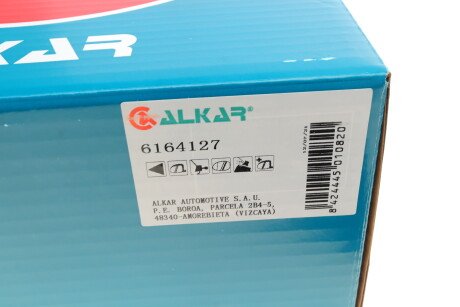 KAR
ALKAR®
6164127
ALKAR AUTOMOTIVE S.A.U.
P.E. BOROA, PARCELA 2B4-5,
48340-AMOREBIETA (VIZCAYA)
8424445010820